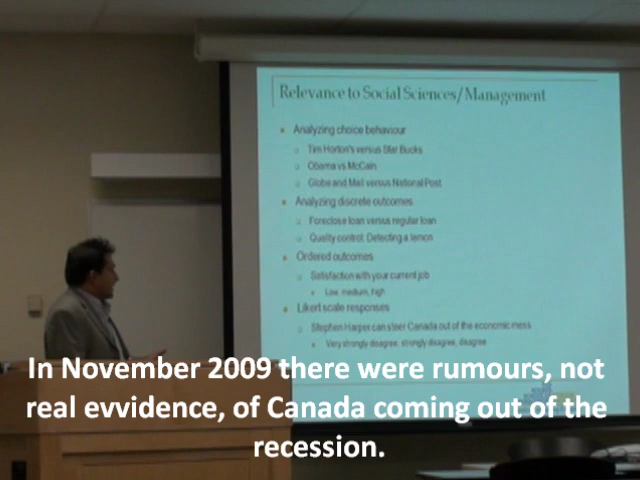 Relevance to Social Sciences/Management
Analyzing choice behaviour
Tim Horton's versus Star Bucks
Obama vs McCain
Globe and Mail versus National Post
Analyzing discrete outcomes
Foreclose loan versus regular loan
Quality control: Detecting a lemon
Ordered outcomes
Satisfaction with your current job
Low, medium, high
Likert scale responses
Stephen Harper can steer Canada out of the economic mess
Very strongly disagree, strongly disagree, disagree
In November 2009 there were rumours, not
real evvidence, of Canada coming out of the
recession.